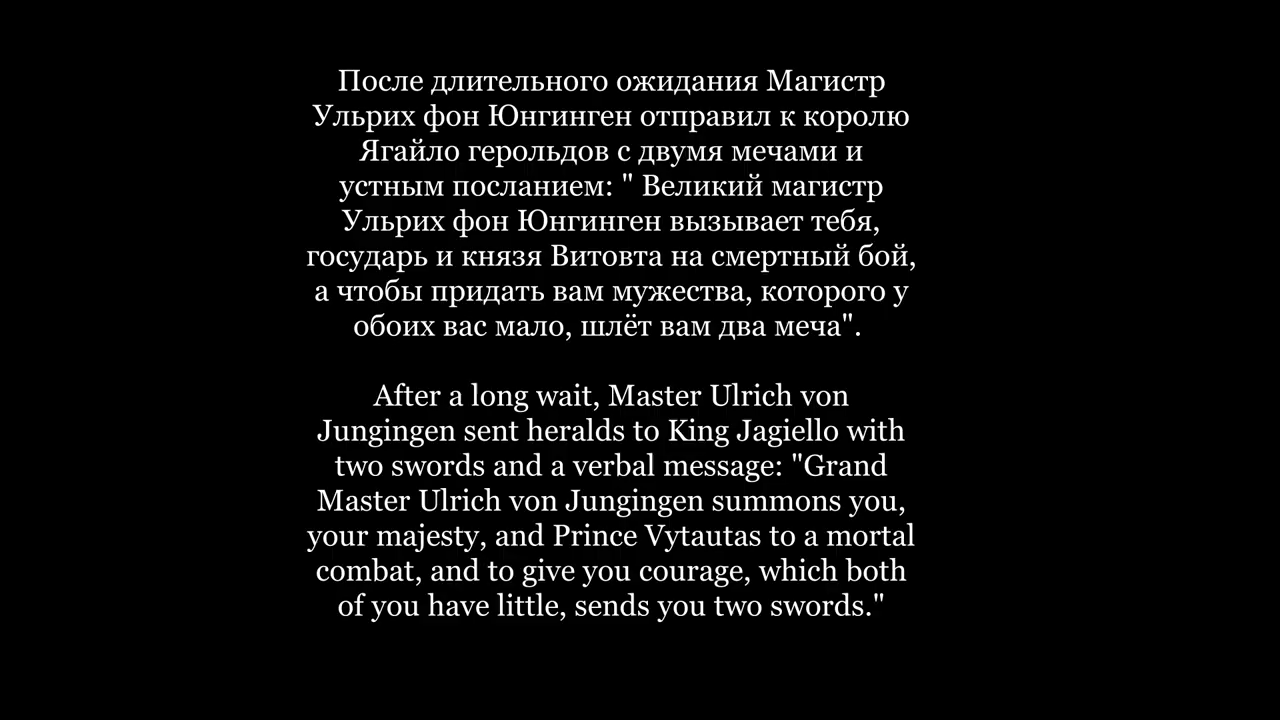 После длительного ожидания Магистр
Ульрих фон Юнгинген отправил к королю
Ягайло герольдов с двумя мечами и
устным посланием: " Великий магистр
Ульрих фон Юнгинген вызывает тебя,
государь и князя Витовта на смертный бой,
а чтобы придать вам мужества, которого у
обоих вас мало, шлёт вам два меча".
After a long wait, Master Ulrich von
Jungingen sent heralds to King Jagiello with
two swords and a verbal message: "Grand
Master Ulrich von Jungingen summons you,
your majesty, and Prince Vytautas to a mortal
combat, and to give you courage, which both
of you have little, sends you two swords."